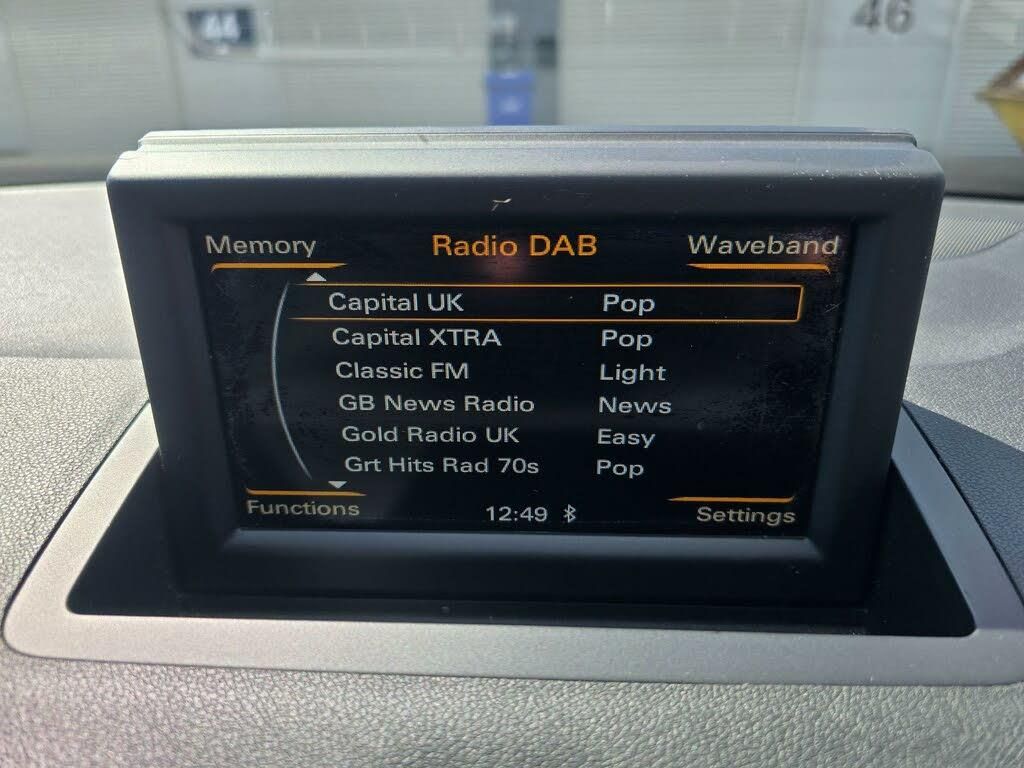 44
46
Memory Radio DAB Waveband
Capital UK Pop
Capital XTRA Pop
Classic FM Light
GB News Radio News
Gold Radio UK Easy
Grt Hits Rad 70s Pop
Functions 12:49 Settings